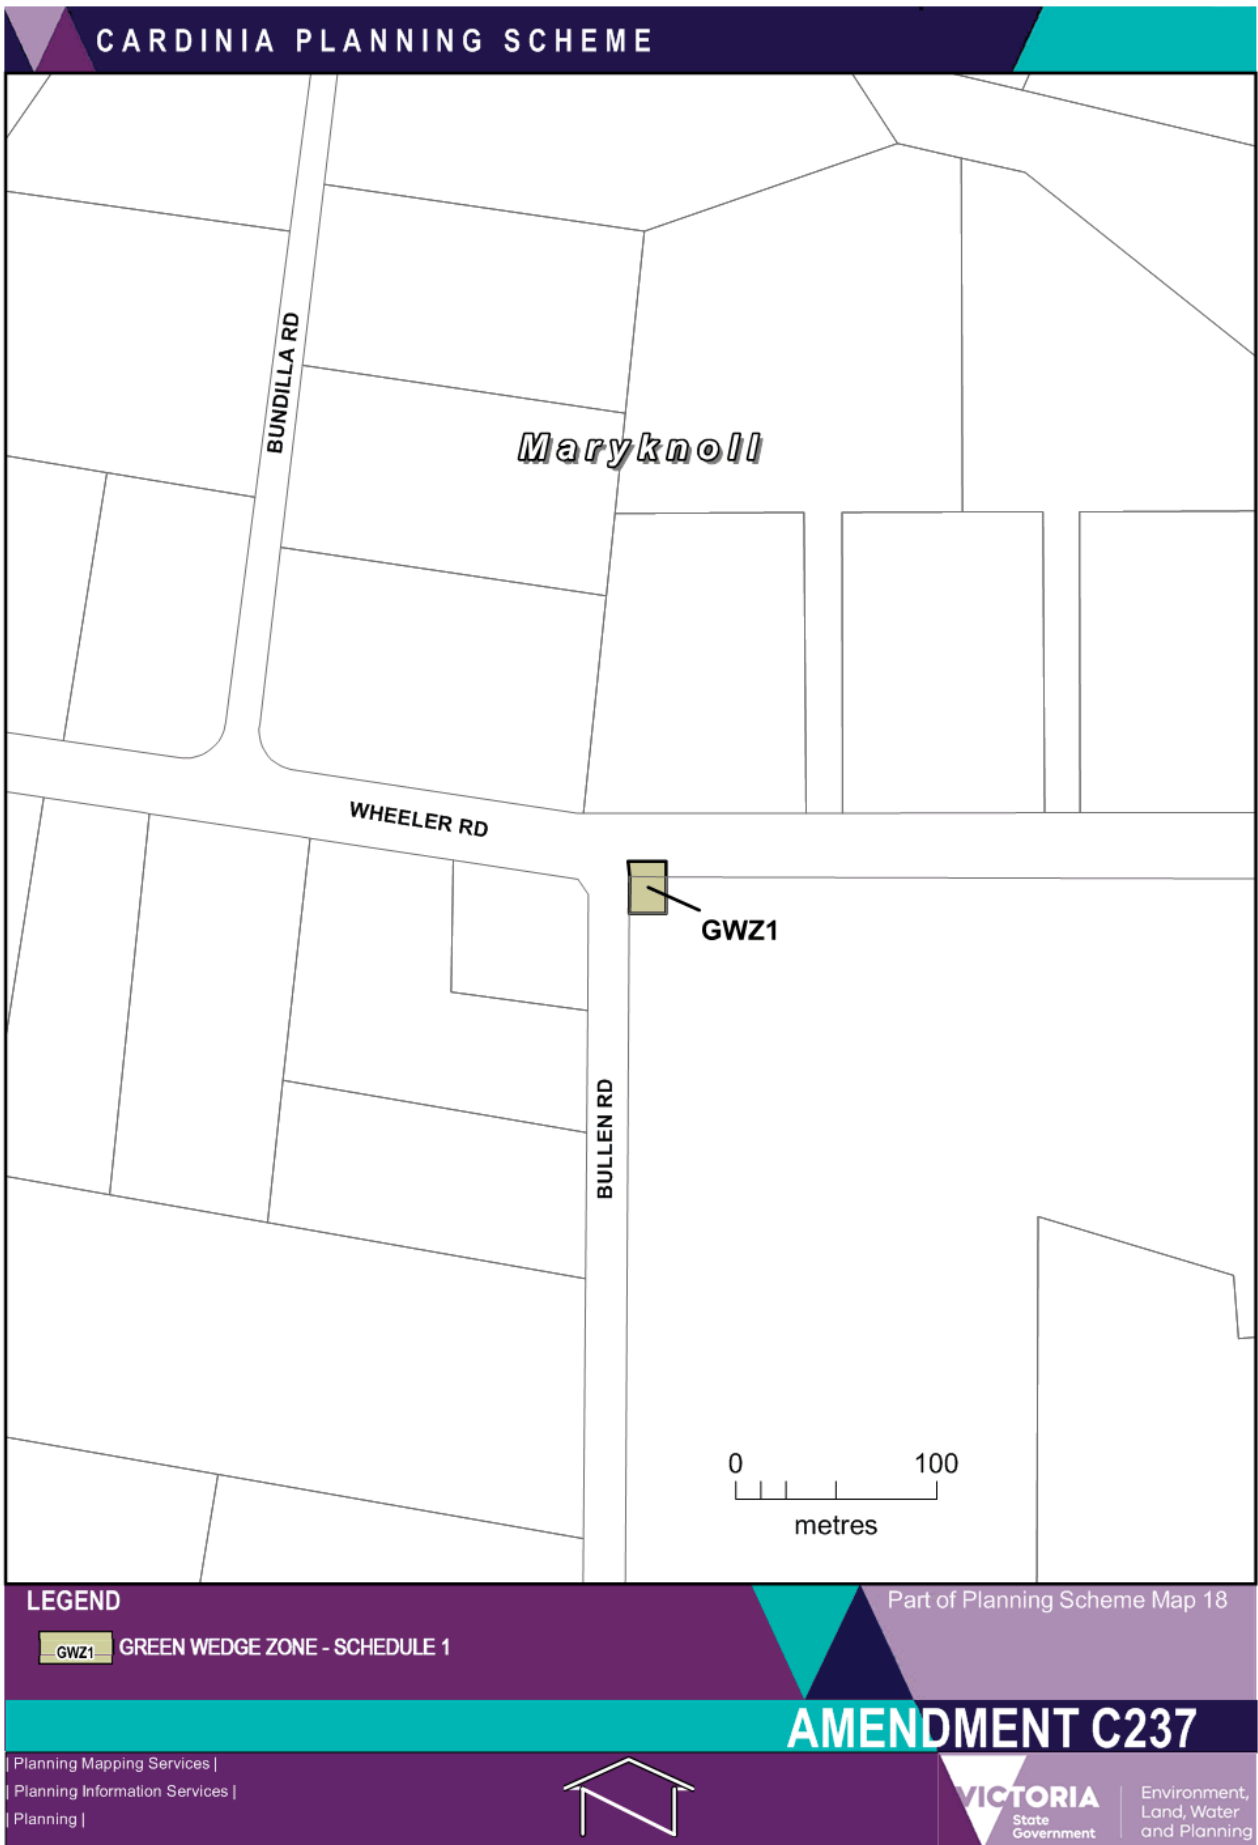 CARDINIA PLANNING SCHEME
BUNDILLA RD
Maryknoll
WHEELER RD
GWZ1
BULLEN RD
0 100
metres
LEGEND
Part of Planning Scheme Map 18
GWZ1 GREEN WEDGE ZONE - SCHEDULE 1
AMENDMENT C237
| Planning Mapping Services |
| Planning Information Services |
| Planning |
VICTORIA
State
Government
Environment,
Land, Water
and Planning